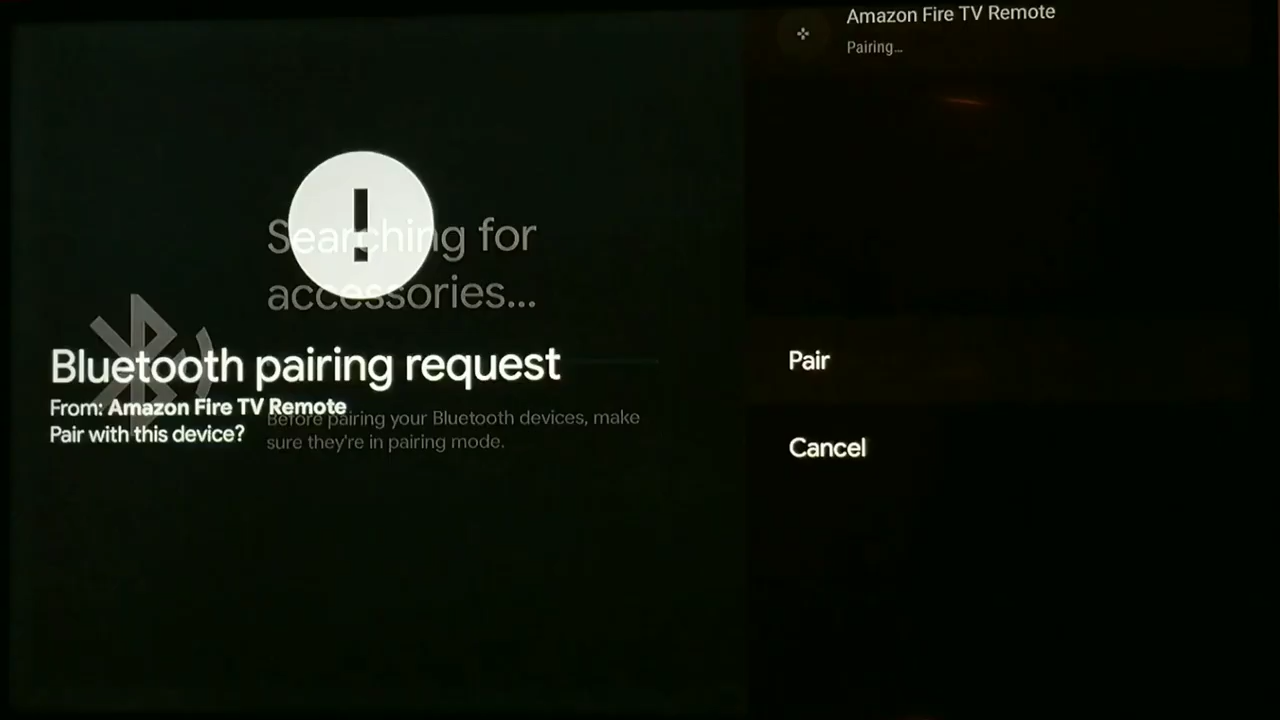 Amazon Fire TV Remote
Pairing...
Searching for
accessories...
Bluetooth pairing request
From: Amazon Fire TV Remote
Pair with this device?
Before pairing your Bluetooth devices, make
sure they're in pairing mode.
Pair
Cancel